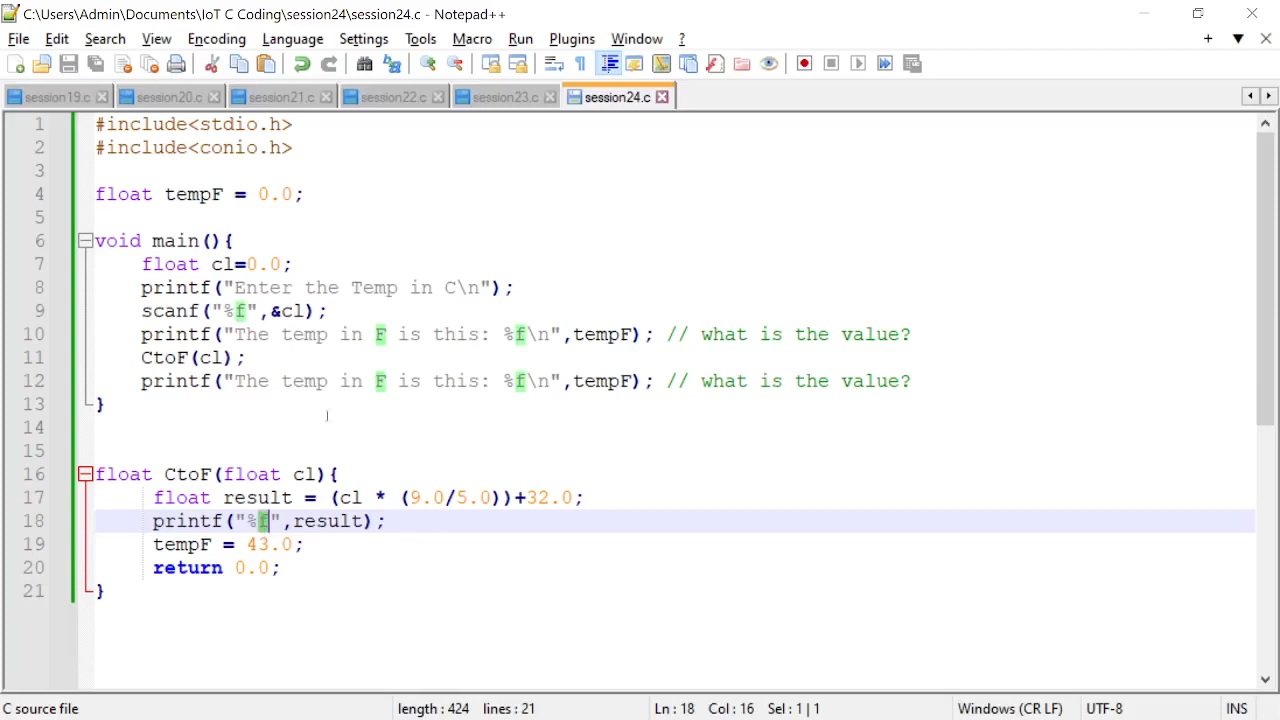 C:\Users\Admin\Documents\IoT C Coding\session24\session24.c - Notepad++
File Edit Search View Encoding Language Settings Tools Macro Run Plugins Window ?
session19.c session20.c session21.c session22.c session23.c session24.c
1 #include<stdio.h>
2 #include<conio.h>
3
4 float tempF = 0.0;
5
6 void main(){
7 float cl=0.0;
8 printf("Enter the Temp in C\n");
9 scanf("%f",&cl);
10 printf("The temp in F is this: %f\n",tempF); // what is the value?
11 CtoF(cl);
12 printf("The temp in F is this: %f\n",tempF); // what is the value?
13 }
14
15
16 float CtoF(float cl){
17 float result = (cl * (9.0/5.0))+32.0;
18 printf("%f",result);
19 tempF = 43.0;
20 return 0.0;
21 }
C source file length : 424 lines : 21 Ln : 18 Col : 16 Sel : 1 | 1 Windows (CR LF) UTF-8 INS